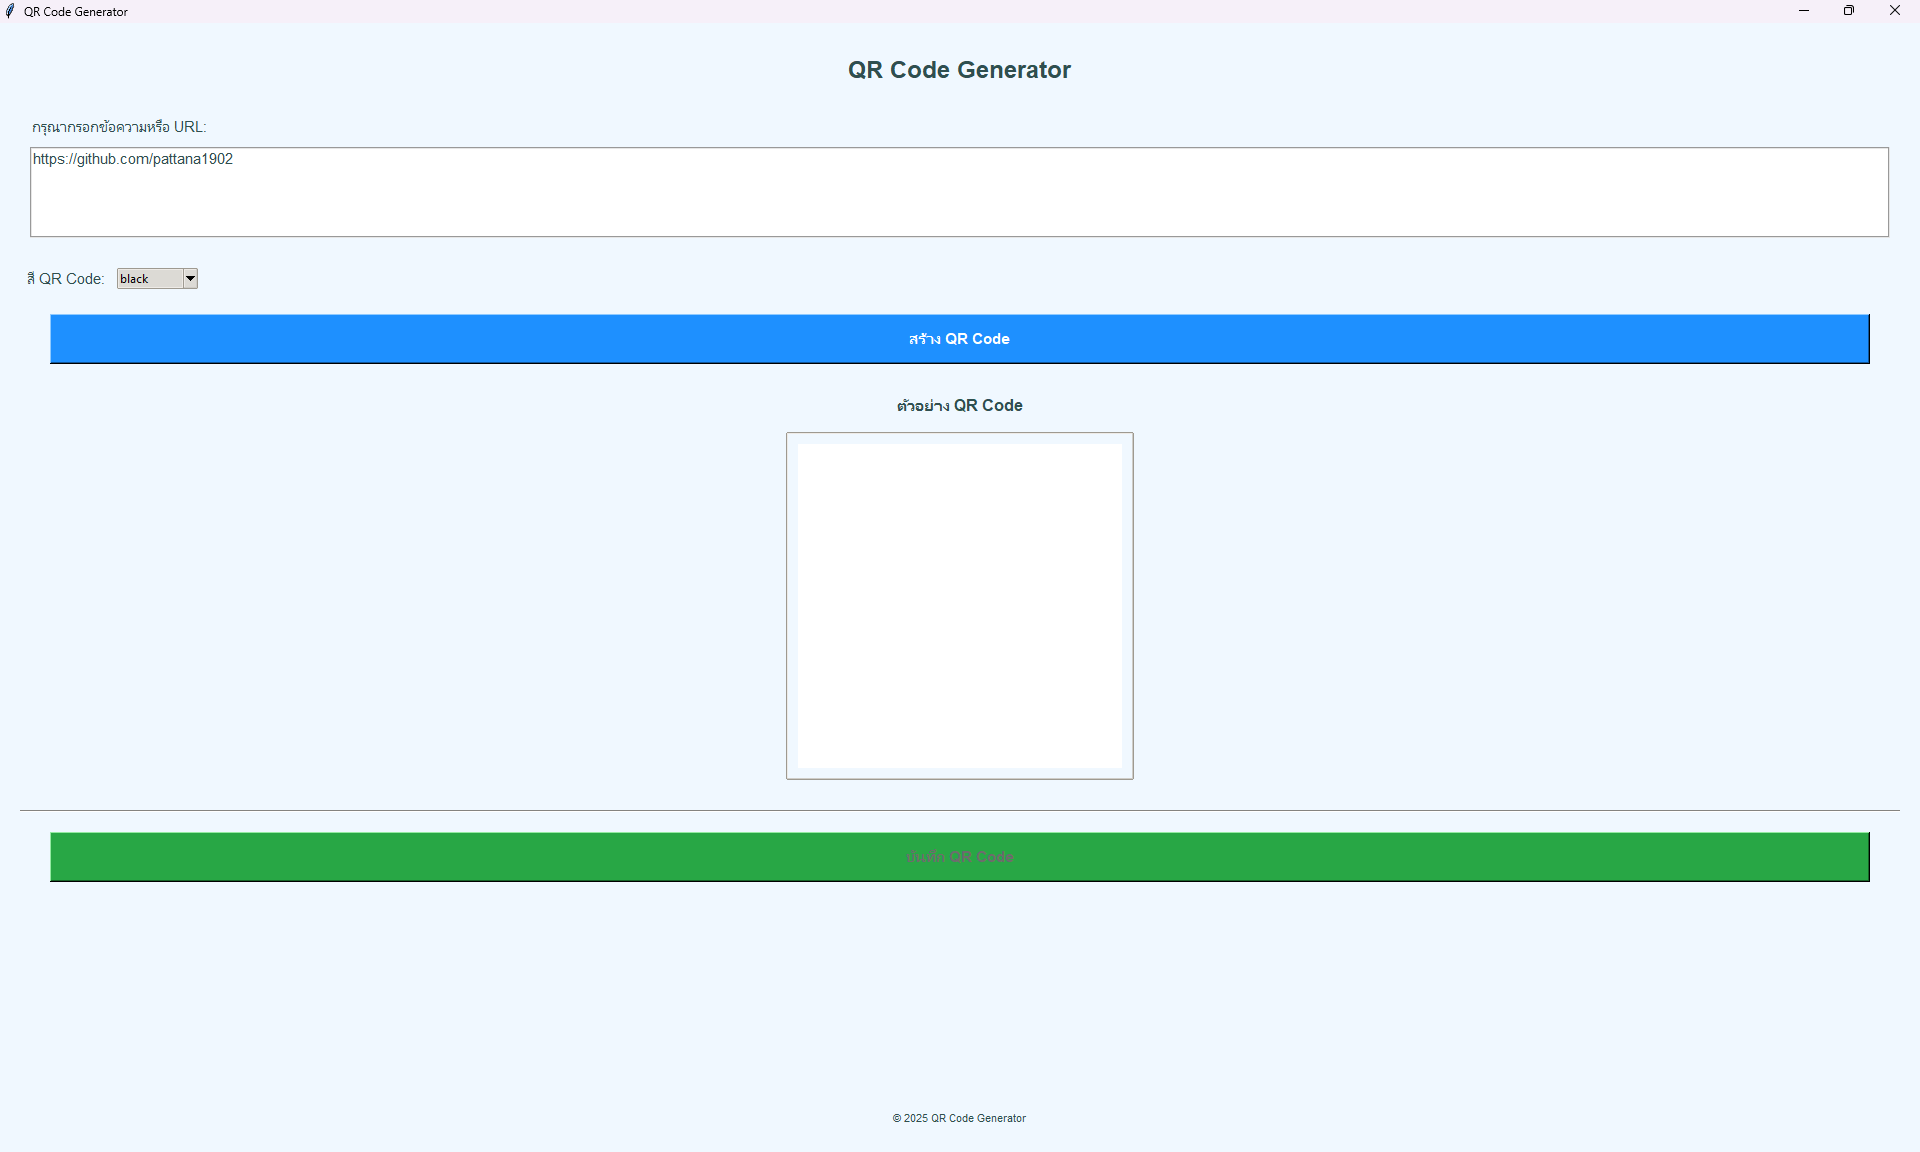 QR Code Generator
QR Code Generator
กรุณากรอกข้อความหรือ URL:
https://github.com/pattana1902
สี QR Code:
black
สร้าง QR Code
ตัวอย่าง QR Code
บันทึก QR Code
© 2025 QR Code Generator